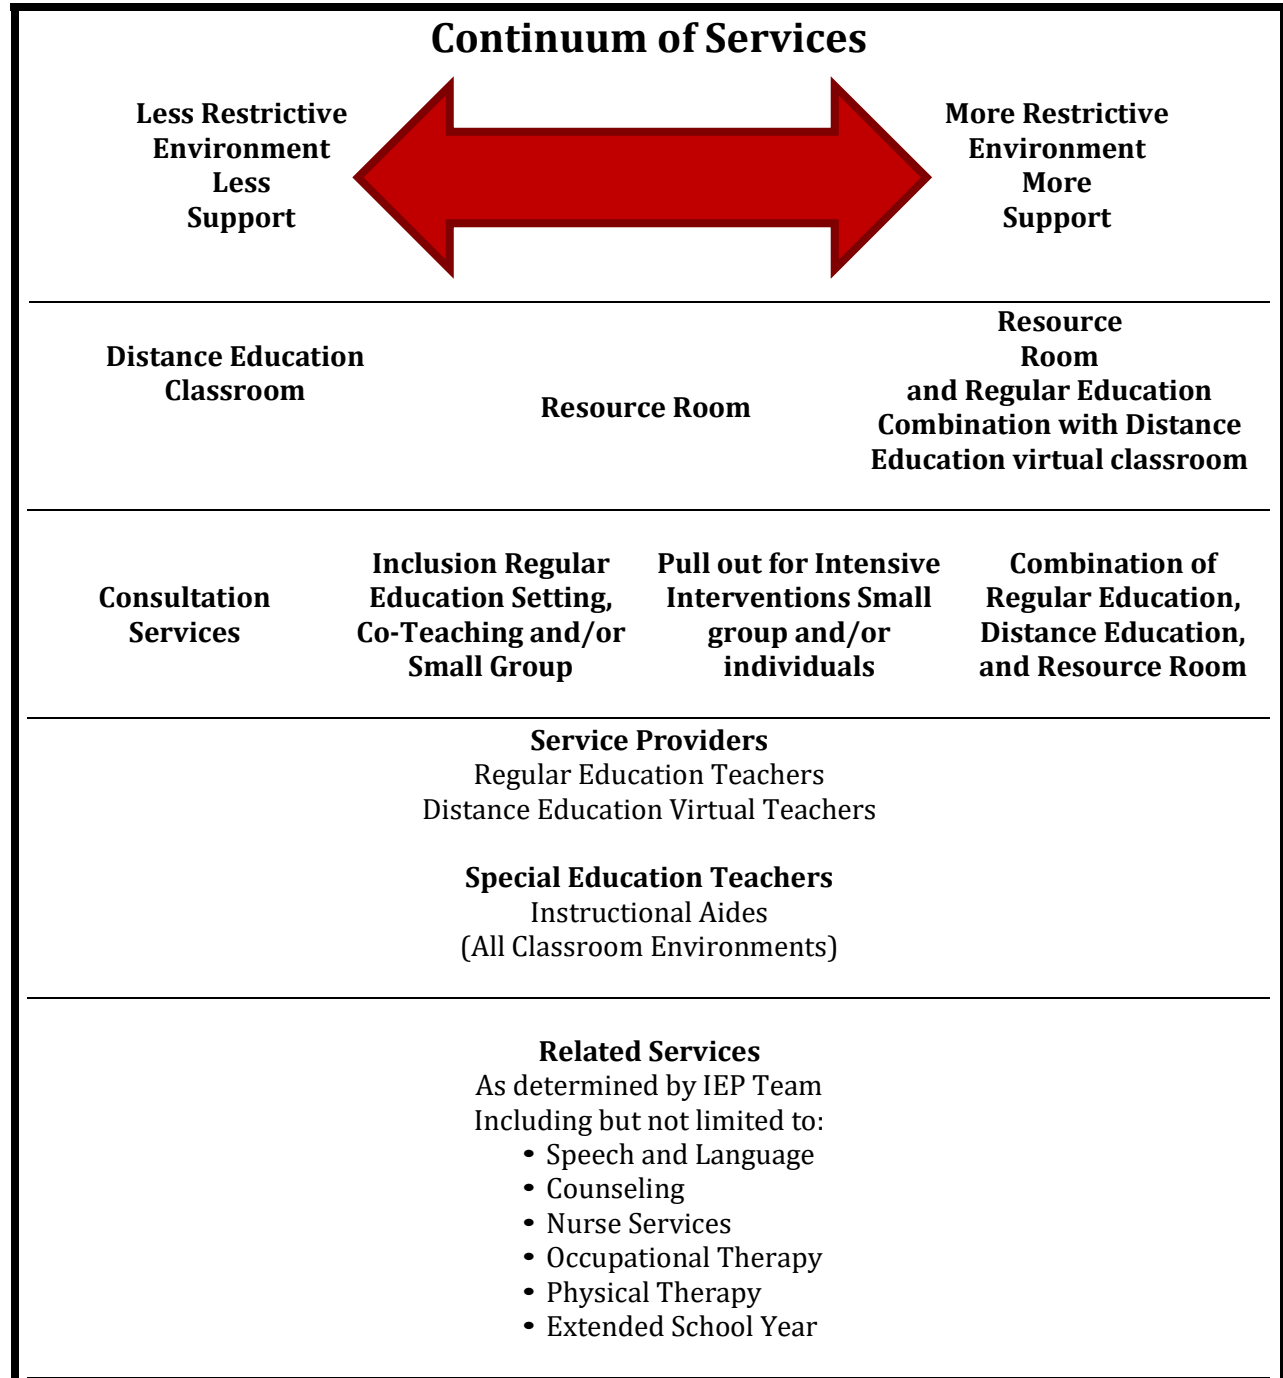 Continuum of Services
Less Restrictive
Environment
Less
Support
More Restrictive
Environment
More
Support
Distance Education
Classroom
Resource Room
Resource
Room
and Regular Education
Combination with Distance
Education virtual classroom
Consultation
Services
Inclusion Regular
Education Setting,
Co-Teaching and/or
Small Group
Pull out for Intensive
Interventions Small
group and/or
individuals
Combination of
Regular Education,
Distance Education,
and Resource Room
Service Providers
Regular Education Teachers
Distance Education Virtual Teachers
Special Education Teachers
Instructional Aides
(All Classroom Environments)
Related Services
As determined by IEP Team
Including but not limited to:
• Speech and Language
• Counseling
• Nurse Services
• Occupational Therapy
• Physical Therapy
• Extended School Year